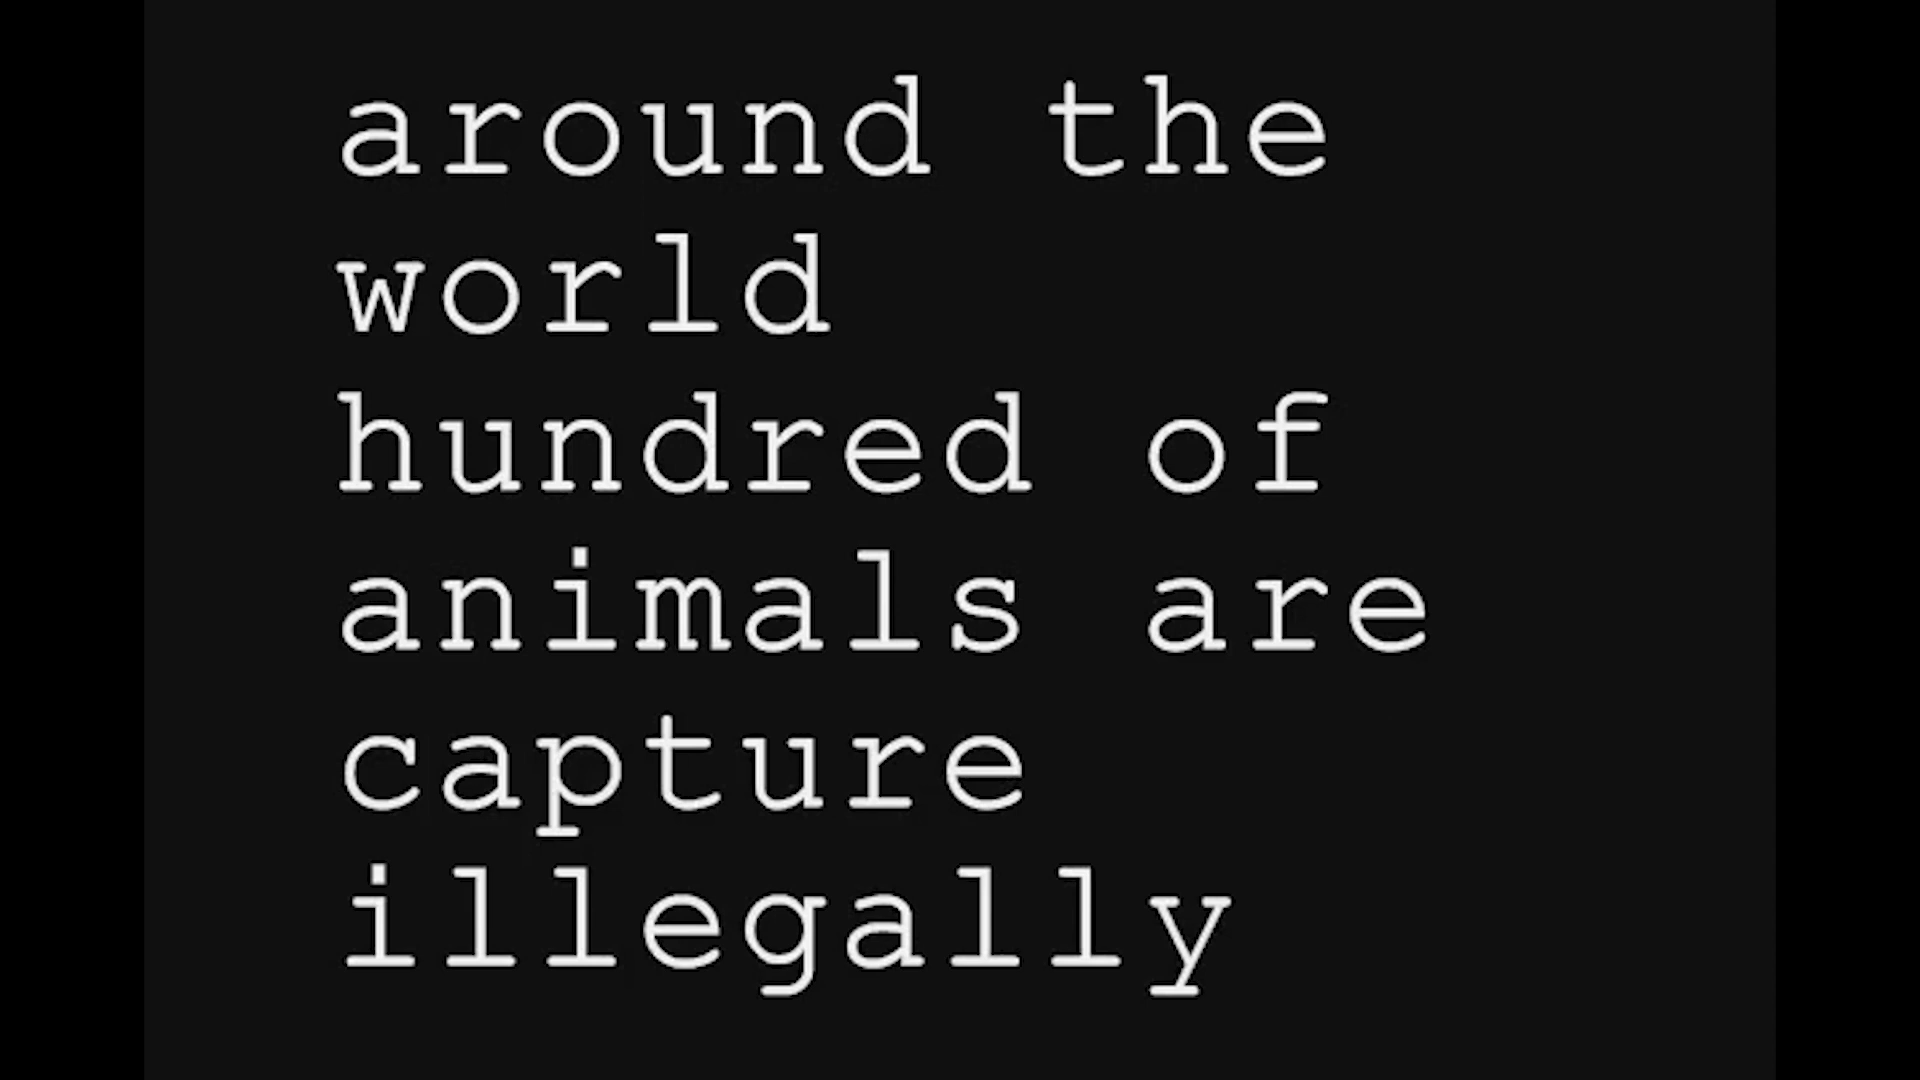 around the
world
hundred of
animals are
capture
illegally